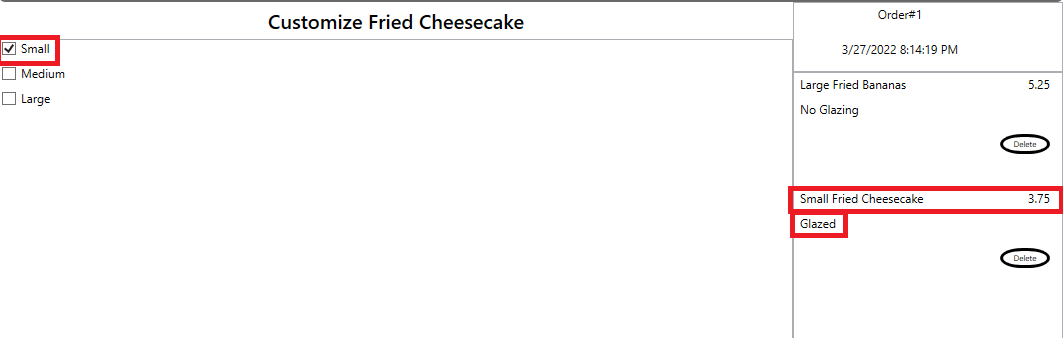 Customize Fried Cheesecake
Small
Medium
Large
Order#1
3/27/2022 8:14:19 PM
Large Fried Bananas 5.25
No Glazing
Delete
Small Fried Cheesecake 3.75
Glazed
Delete